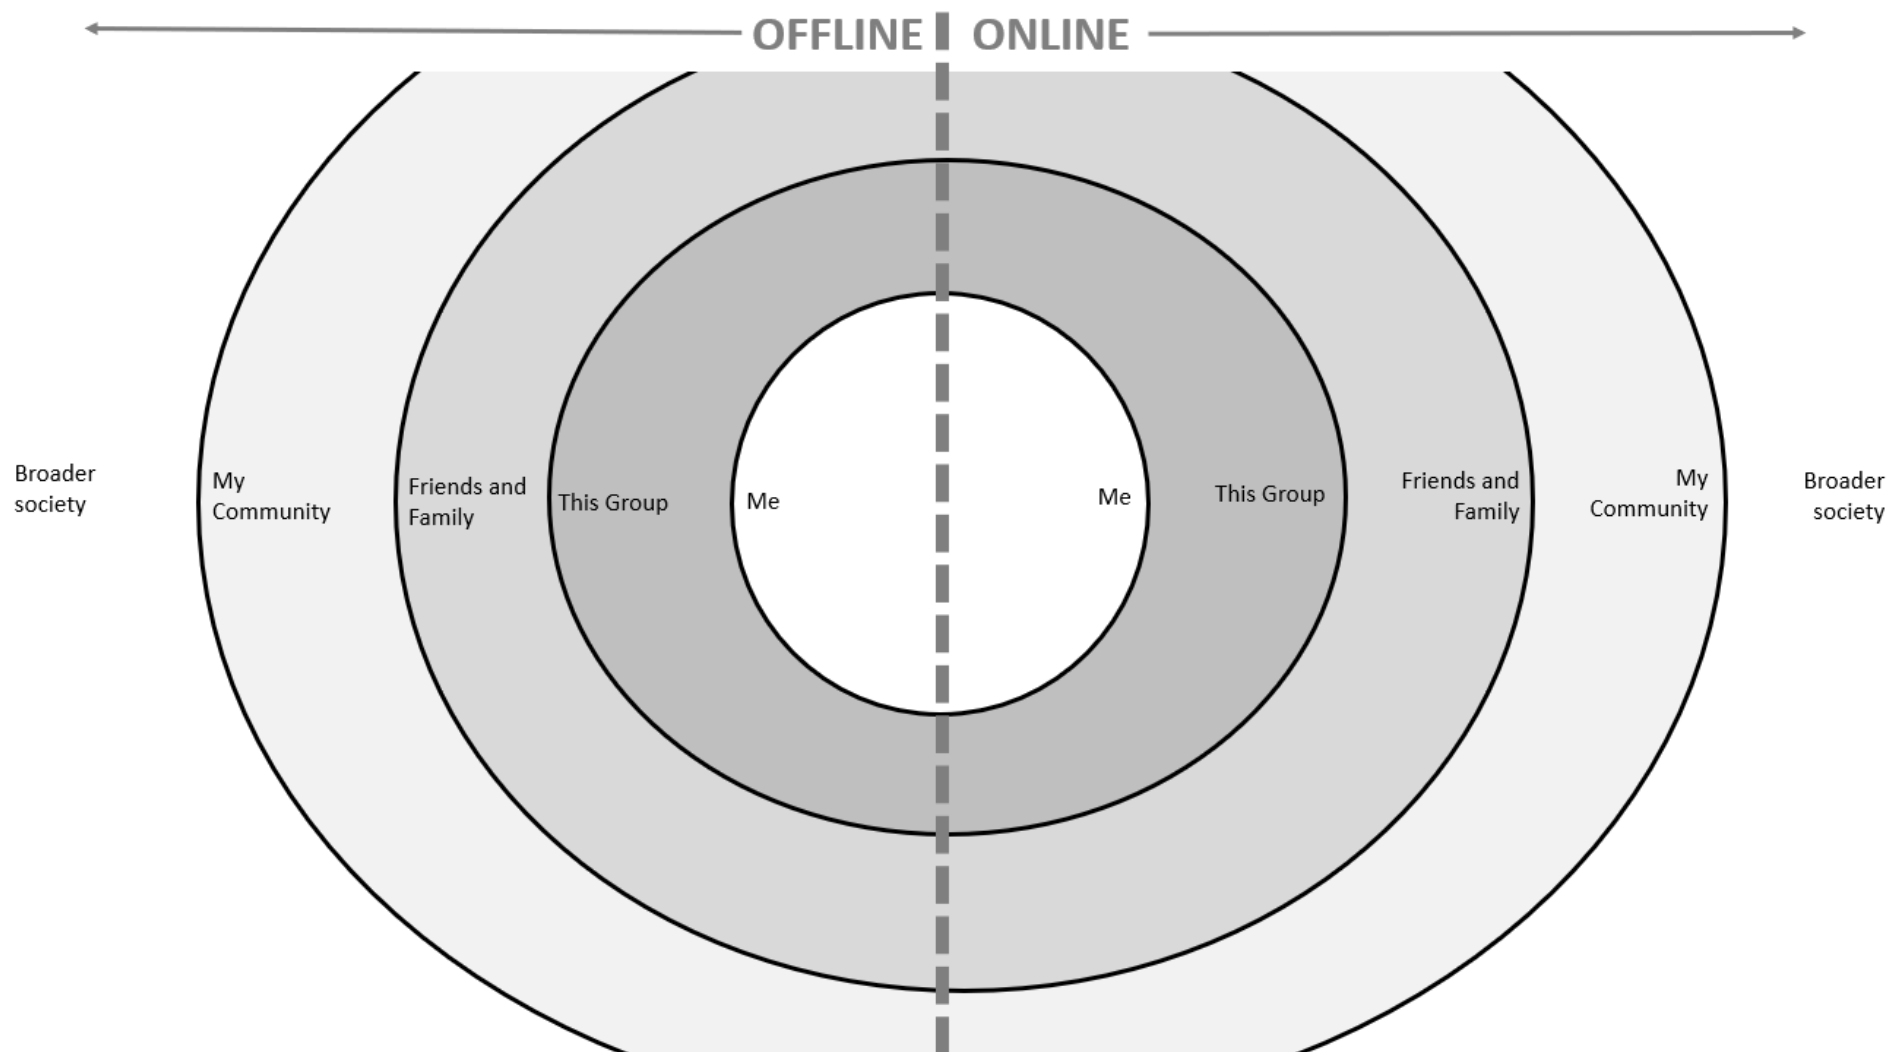 OFFLINE ONLINE
Broader
society
My
Community
Friends and
Family
This Group
Me
Me
This Group
Friends and
Family
My
Community
Broader
society